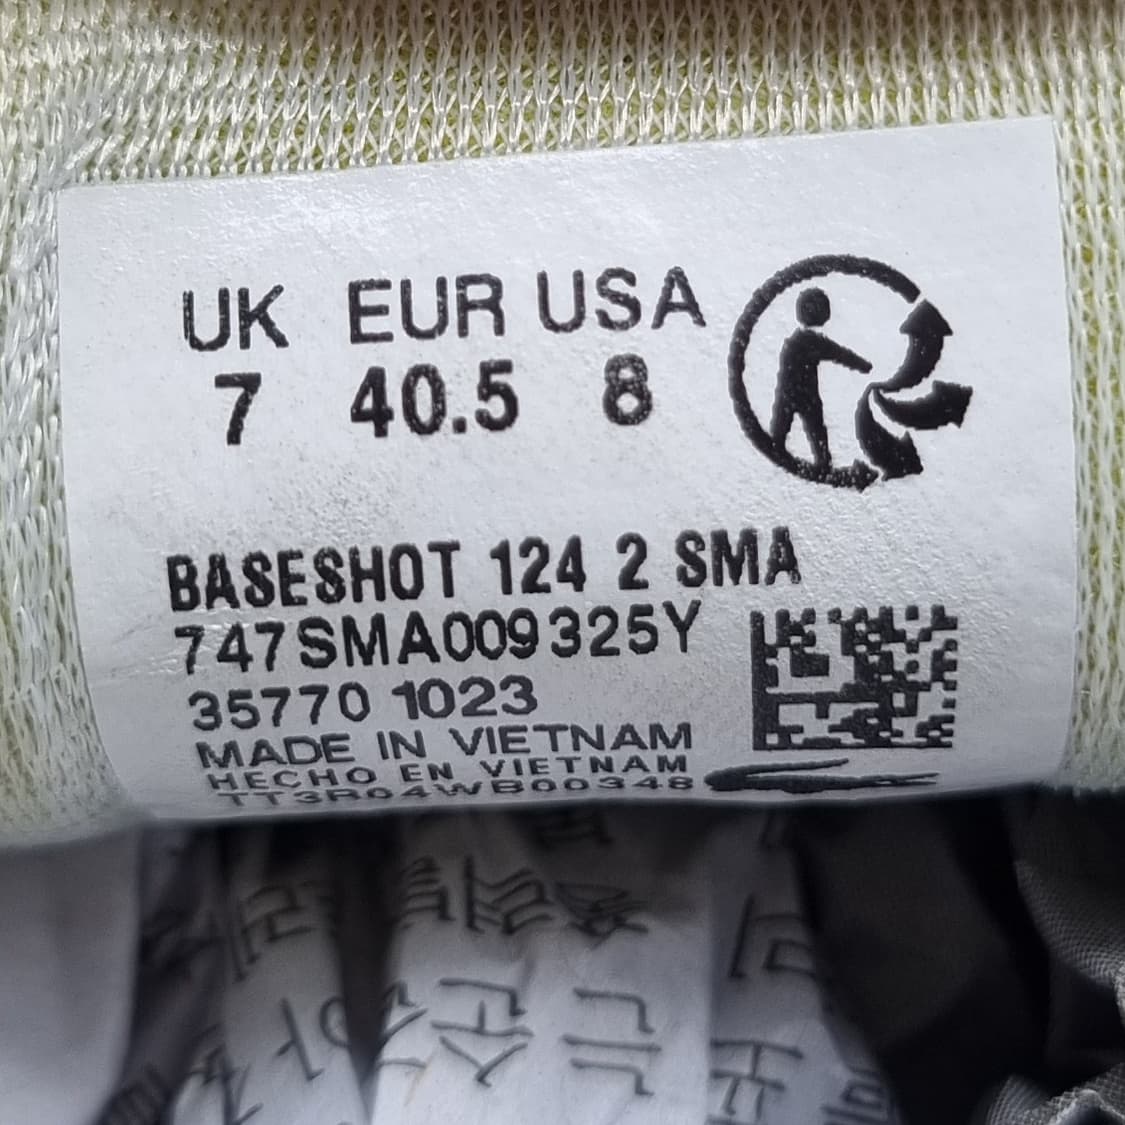 UK EUR USA
7 40.5 8
BASESHOT 124 2 SMA
747SMA009325Y
35770 1023
MADE IN VIETNAM
HECHO EN VIETNAM
TT3R04WB00348